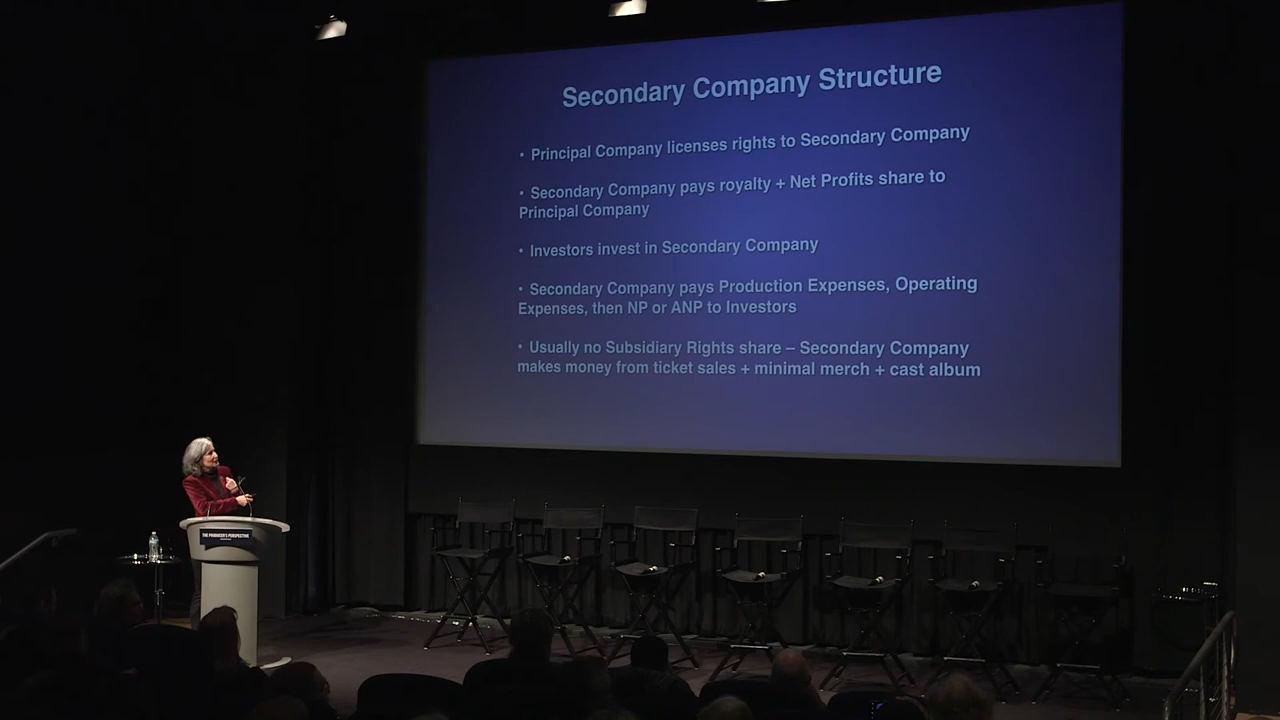 Secondary Company Structure
• Principal Company licenses rights to Secondary Company
• Secondary Company pays royalty + Net Profits share to
Principal Company
• Investors invest in Secondary Company
• Secondary Company pays Production Expenses, Operating
Expenses, then NP or ANP to Investors
• Usually no Subsidiary Rights share – Secondary Company
makes money from ticket sales + minimal merch + cast album
THE PRODUCER'S PERSPECTIVE